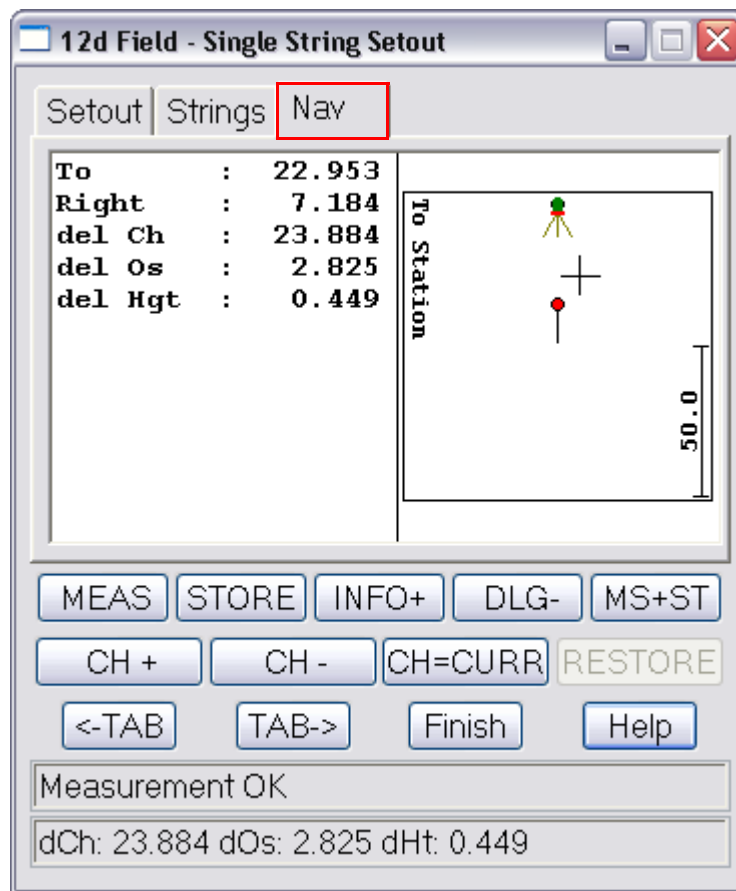 12d Field - Single String Setout
Setout Strings Nav
To : 22.953
Right : 7.184
del Ch : 23.884
del Os : 2.825
del Hgt : 0.449
To Station
50.0
MEAS STORE INFO+ DLG- MS+ST
CH + CH - CH=CURR RESTORE
<-TAB TAB-> Finish Help
Measurement OK
dCh: 23.884 dOs: 2.825 dHt: 0.449